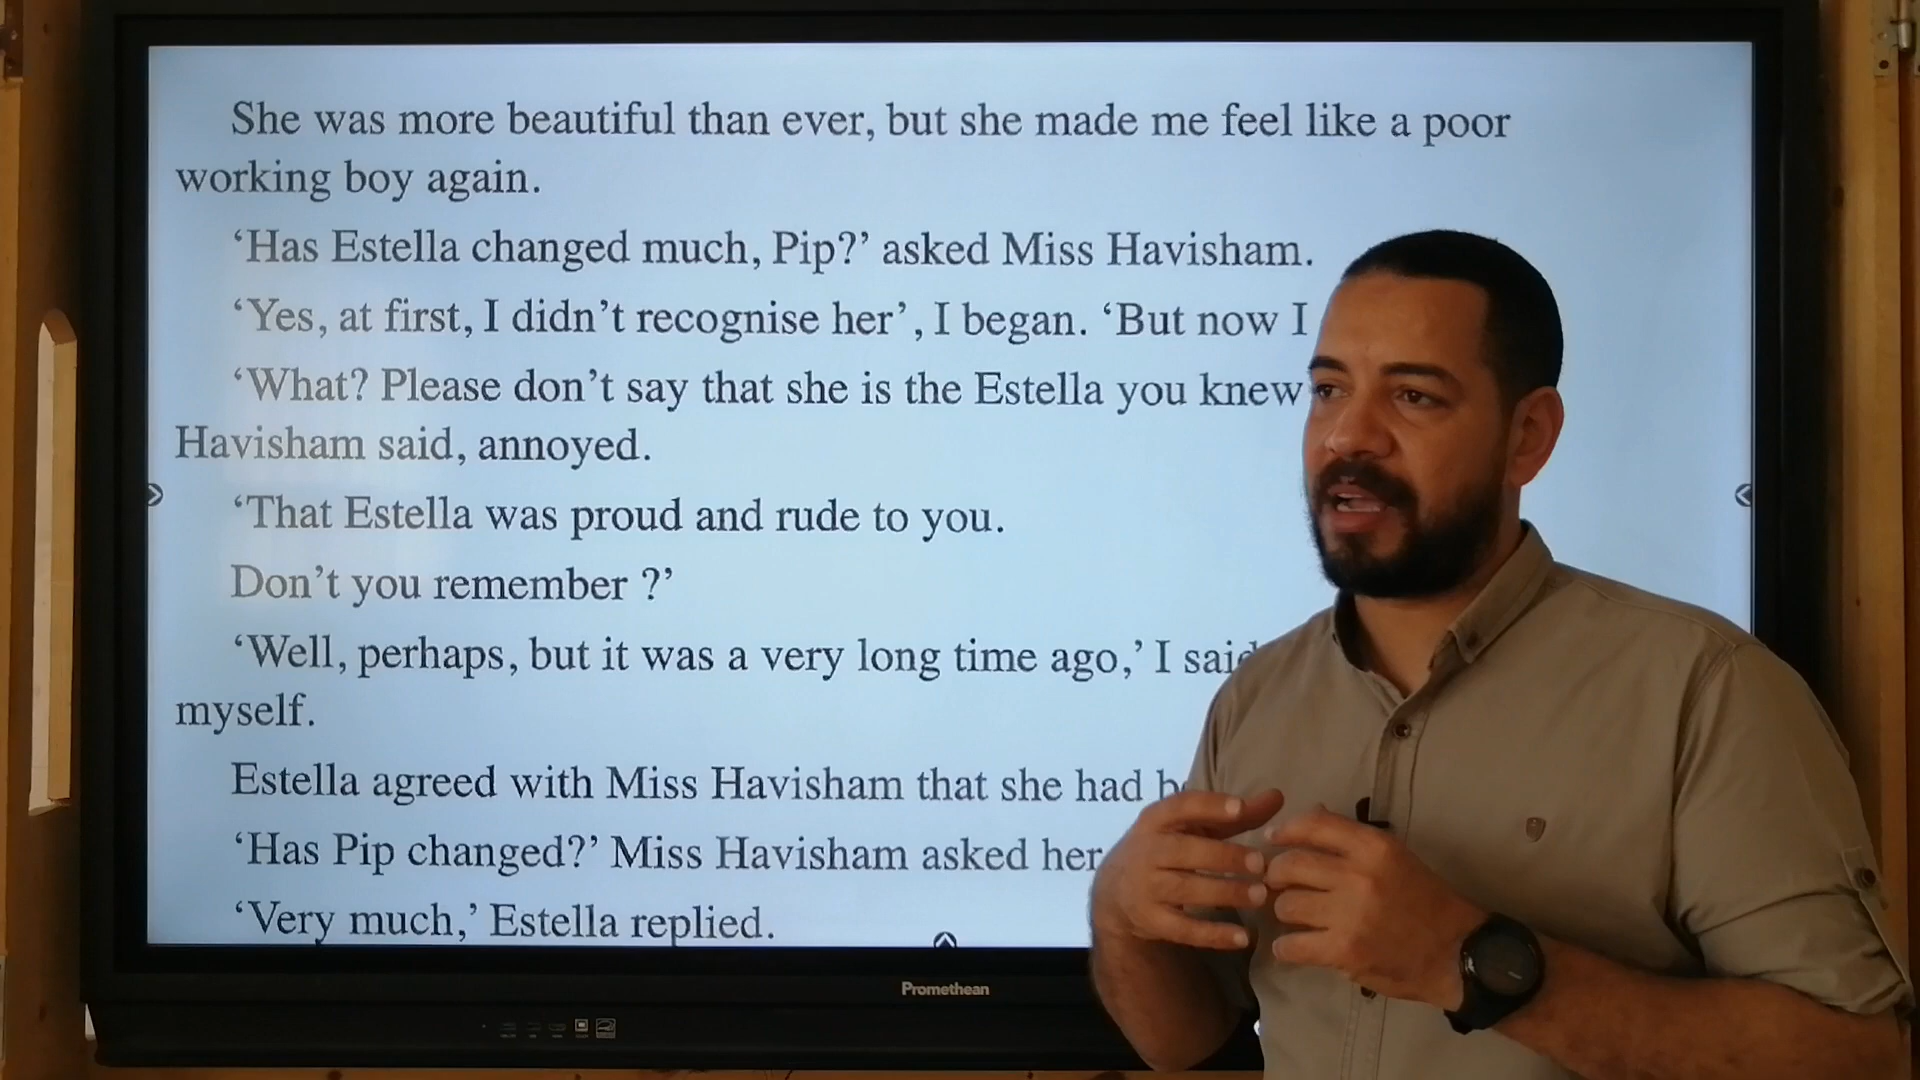 She was more beautiful than ever, but she made me feel like a poor
working boy again.
‘Has Estella changed much, Pip?’ asked Miss Havisham.
‘Yes, at first, I didn’t recognise her’, I began. ‘But now I
‘What? Please don’t say that she is the Estella you knew
Havisham said, annoyed.
‘That Estella was proud and rude to you.
Don’t you remember ?’
‘Well, perhaps, but it was a very long time ago,’ I said
myself.
Estella agreed with Miss Havisham that she had
‘Has Pip changed?’ Miss Havisham asked her
‘Very much,’ Estella replied.
Promethean